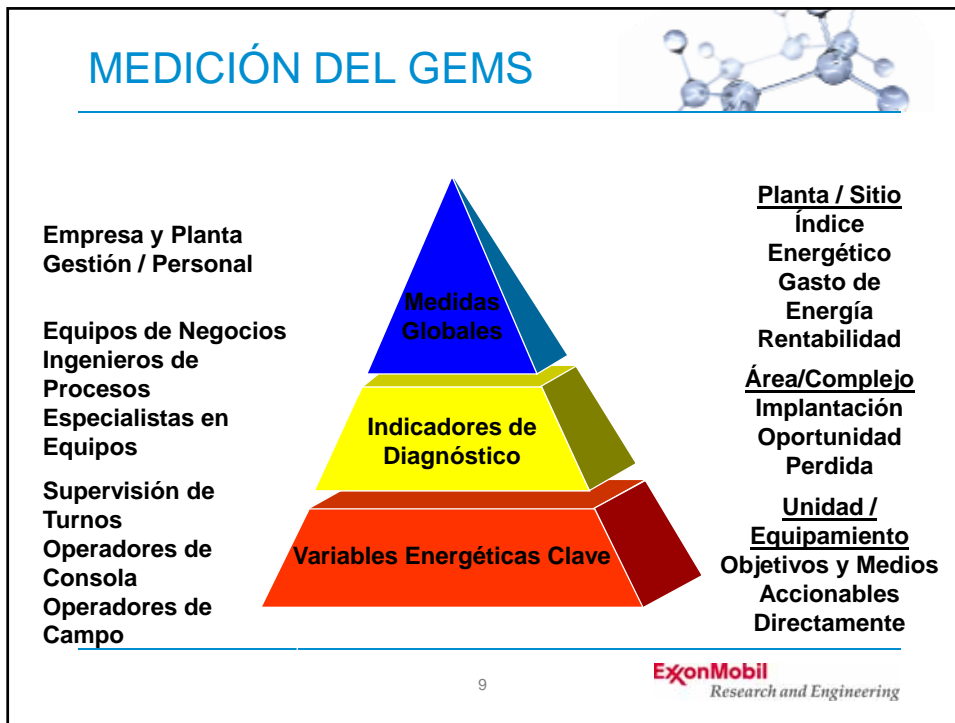 MEDICIÓN DEL GEMS
Empresa y Planta
Gestión / Personal
Equipos de Negocios
Ingenieros de
Procesos
Especialistas en
Equipos
Supervisión de
Turnos
Operadores de
Consola
Operadores de
Campo
Medidas
Globales
Indicadores de
Diagnóstico
Variables Energéticas Clave
Planta / Sitio
Índice
Energético
Gasto de
Energía
Rentabilidad
Área/Complejo
Implantación
Oportunidad
Perdida
Unidad /
Equipamiento
Objetivos y Medios
Accionables
Directamente
9
ExxonMobil
Research and Engineering